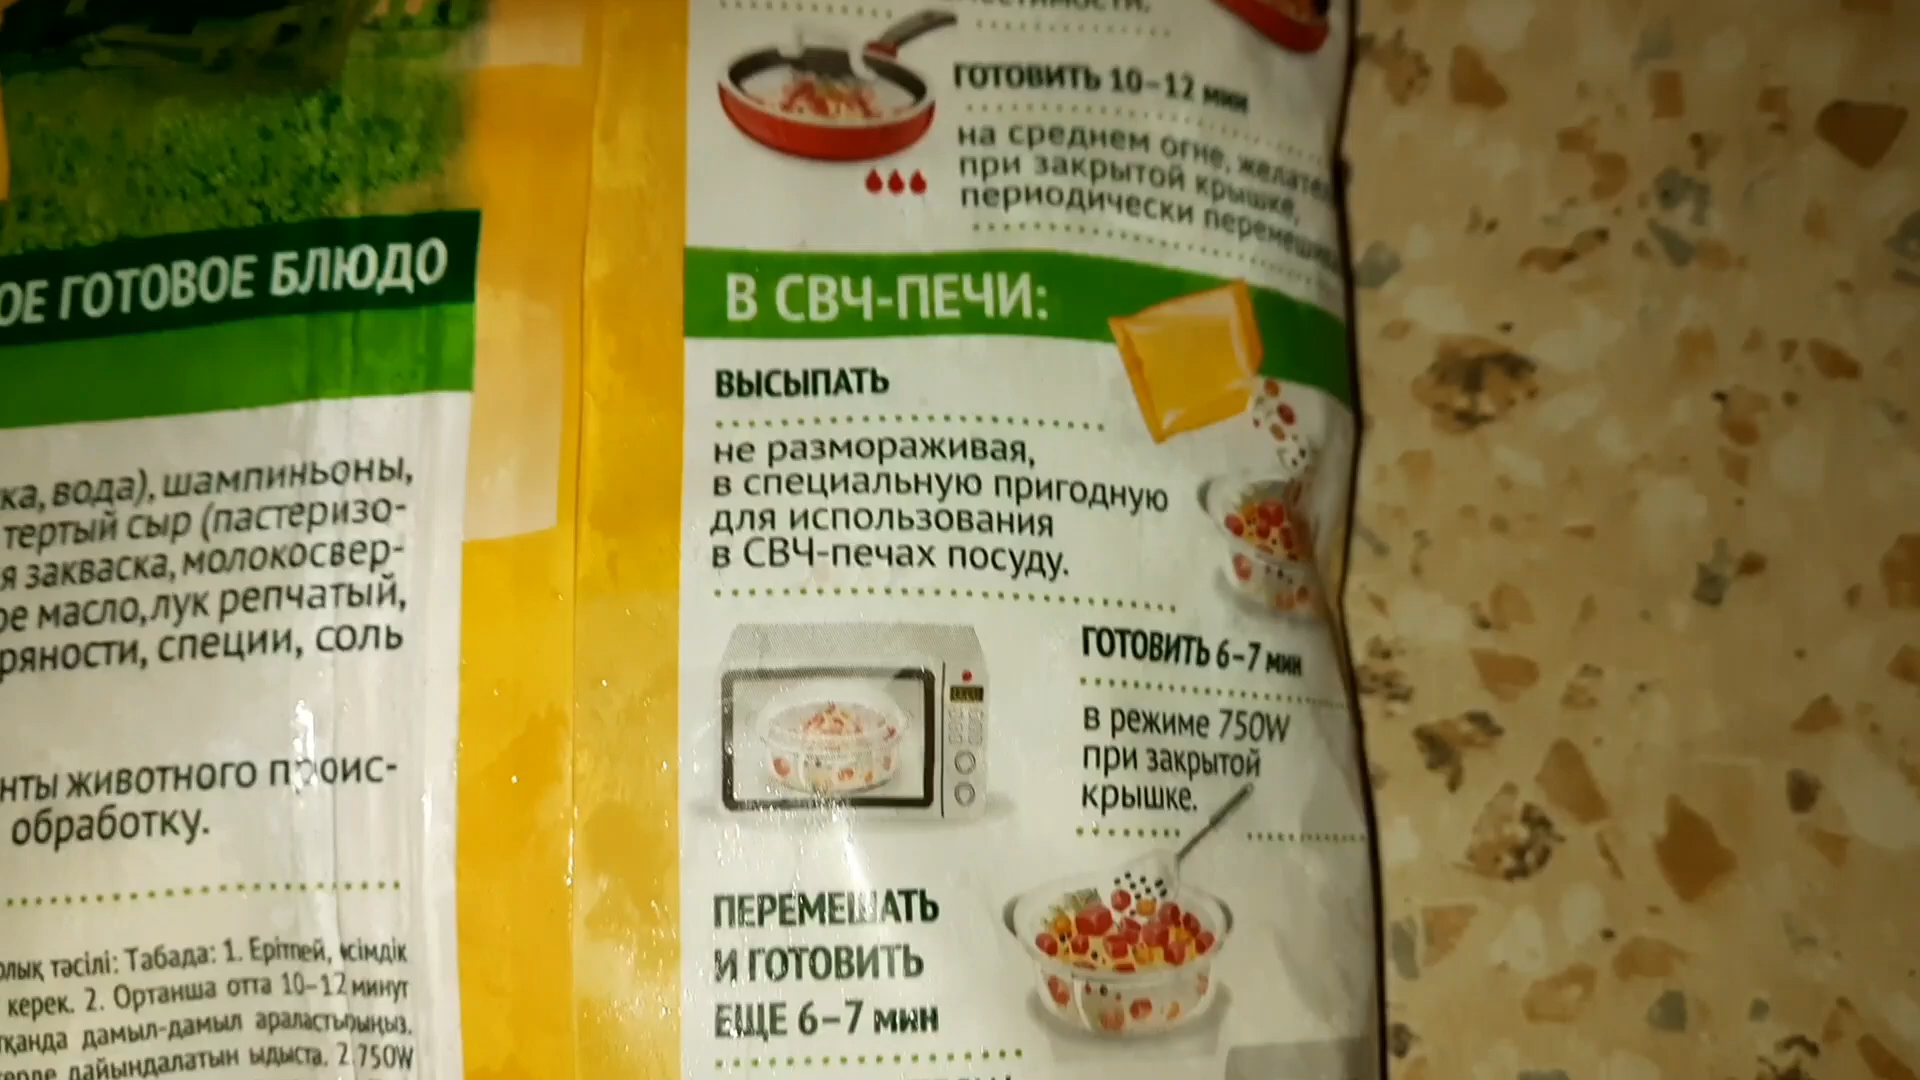 ОЕ ГОТОВОЕ БЛЮДО
ка, вода), шампиньоны,
тертый сыр (пастеризо-
я закваска, молокосвер-
ое масло, лук репчатый,
ряности, специи, соль
нты животного проис-
обработку.
тәсілі: Табада: 1. Ерітпей, өсімдік
керек. 2. Орташа отта 10–12 минут
дамыл-дамыл араластырыңыз.
дайындалатын ыдыста. 2.750W
ГОТОВИТЬ 10–12 мин
на среднем огне, желате
при закрытой крышке,
периодически перемеши
В СВЧ-ПЕЧИ:
ВЫСЫПАТЬ
не размораживая,
в специальную пригодную
для использования
в СВЧ-печах посуду.
ГОТОВИТЬ 6–7 мин
в режиме 750W
при закрытой
крышке.
ПЕРЕМЕШАТЬ
И ГОТОВИТЬ
ЕЩЕ 6–7 мин